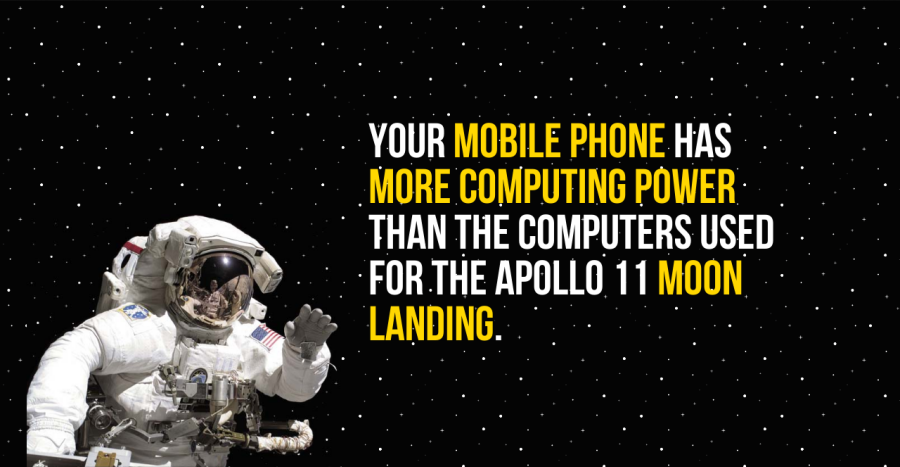 YOUR MOBILE PHONE HAS
MORE COMPUTING POWER
THAN THE COMPUTERS USED
FOR THE APOLLO 11 MOON
LANDING.